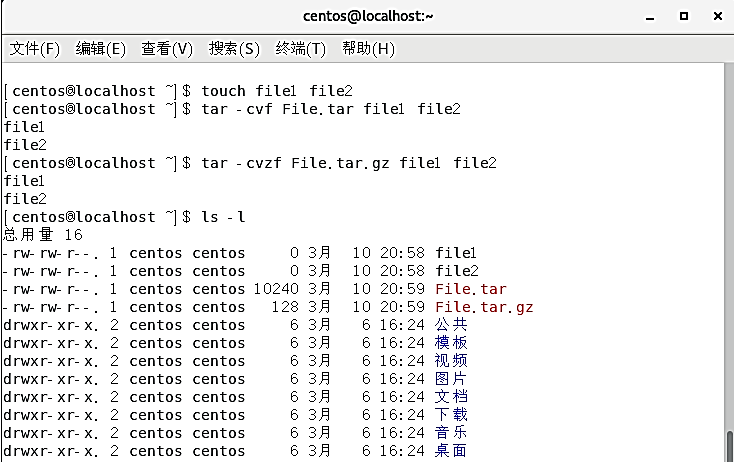 centos@localhost:~
文件(F) 编辑(E) 查看(V) 搜索(S) 终端(T) 帮助(H)
[centos@localhost ~]$ touch file1 file2
[centos@localhost ~]$ tar -cvf File.tar file1 file2
file1
file2
[centos@localhost ~]$ tar -cvzf File.tar.gz file1 file2
file1
file2
[centos@localhost ~]$ ls -l
总用量 16
-rw-rw-r--. 1 centos centos     0 3月  10 20:58 file1
-rw-rw-r--. 1 centos centos     0 3月  10 20:58 file2
-rw-rw-r--. 1 centos centos 10240 3月  10 20:59 File.tar
-rw-rw-r--. 1 centos centos   128 3月  10 20:59 File.tar.gz
drwxr-xr-x. 2 centos centos     6 3月   6 16:24 公共
drwxr-xr-x. 2 centos centos     6 3月   6 16:24 模板
drwxr-xr-x. 2 centos centos     6 3月   6 16:24 视频
drwxr-xr-x. 2 centos centos     6 3月   6 16:24 图片
drwxr-xr-x. 2 centos centos     6 3月   6 16:24 文档
drwxr-xr-x. 2 centos centos     6 3月   6 16:24 下载
drwxr-xr-x. 2 centos centos     6 3月   6 16:24 音乐
drwxr-xr-x. 2 centos centos     6 3月   6 16:24 桌面